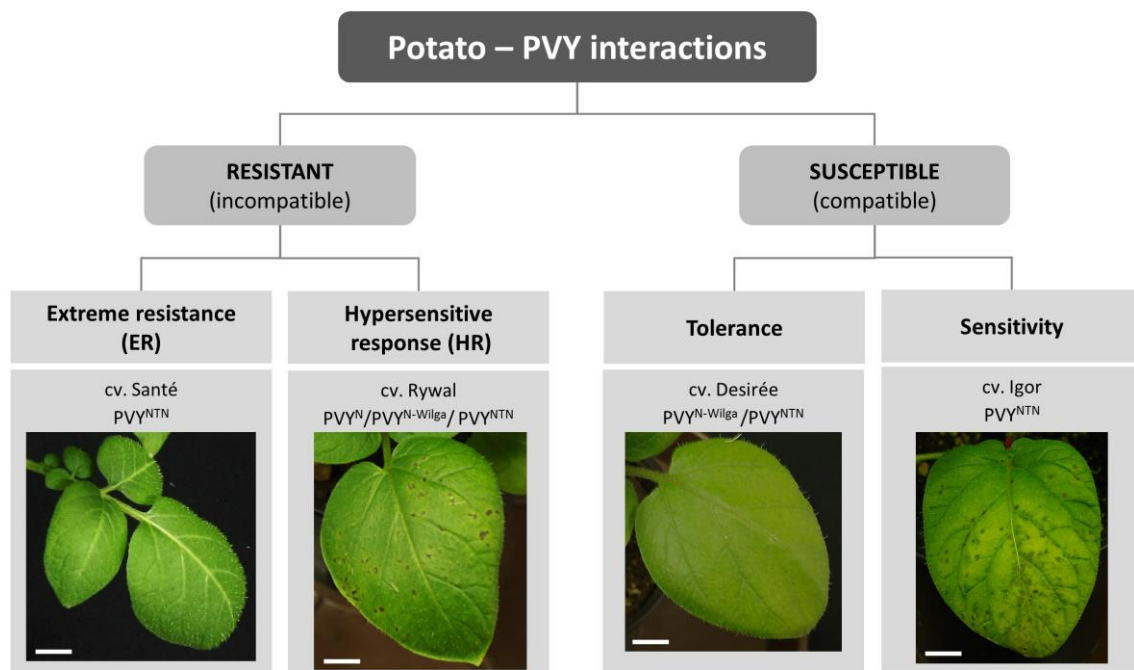 Potato – PVY interactions
RESISTANT
(incompatible)
SUSCEPTIBLE
(compatible)
Extreme resistance
(ER)
Hypersensitive
response (HR)
Tolerance
Sensitivity
cv. Santé
PVYNTN
cv. Rywal
PVYN/PVYN-Wilga/ PVYNTN
cv. Desirée
PVYN-Wilga /PVYNTN
cv. Igor
PVYNTN